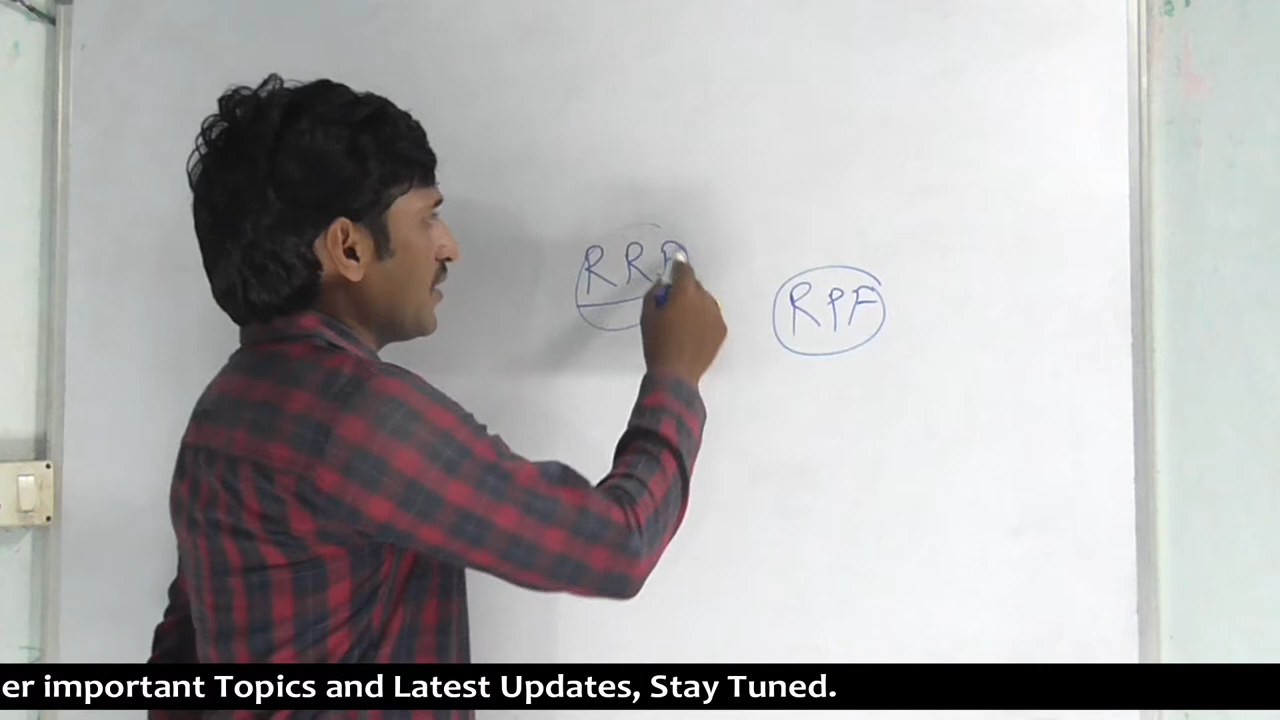 RRB
RPF
er important Topics and Latest Updates, Stay Tuned.